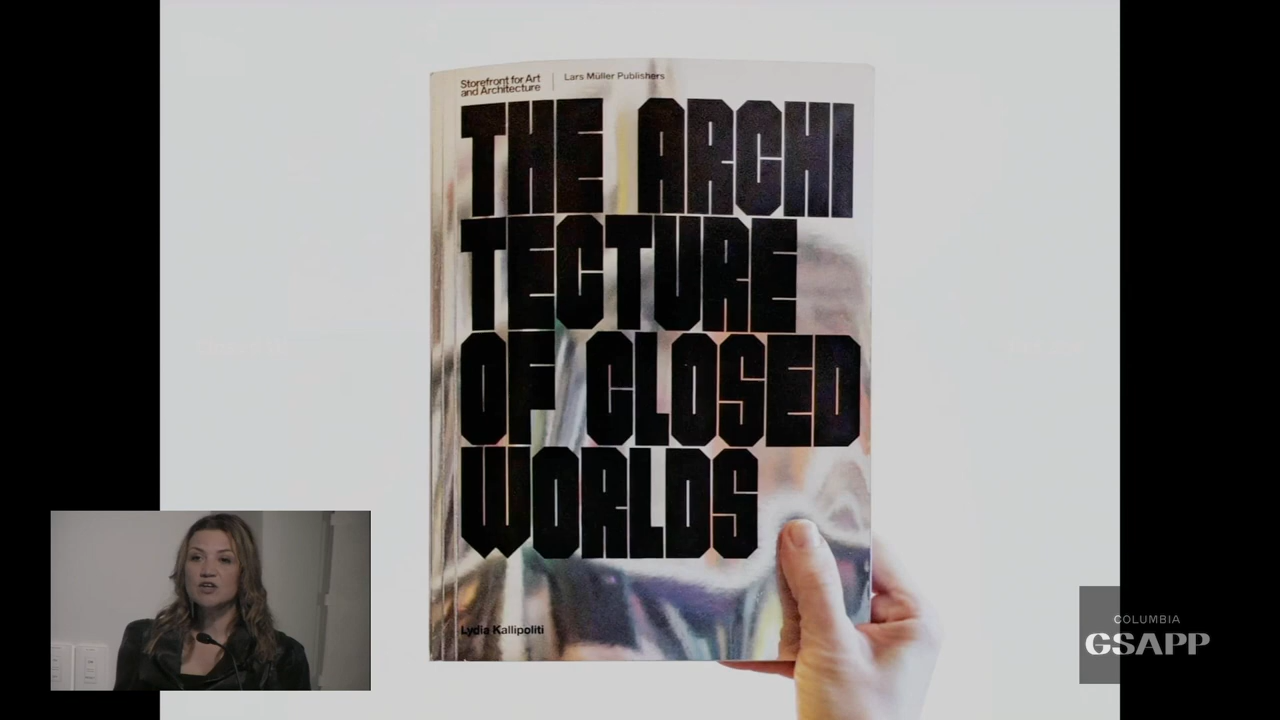 Storefront for Art
and Architecture
Lars Müller Publishers
THE ARCHI
TECTURE
OF CLOSED
WORLDS
Lydia Kallipoliti
COLUMBIA
GSAPP